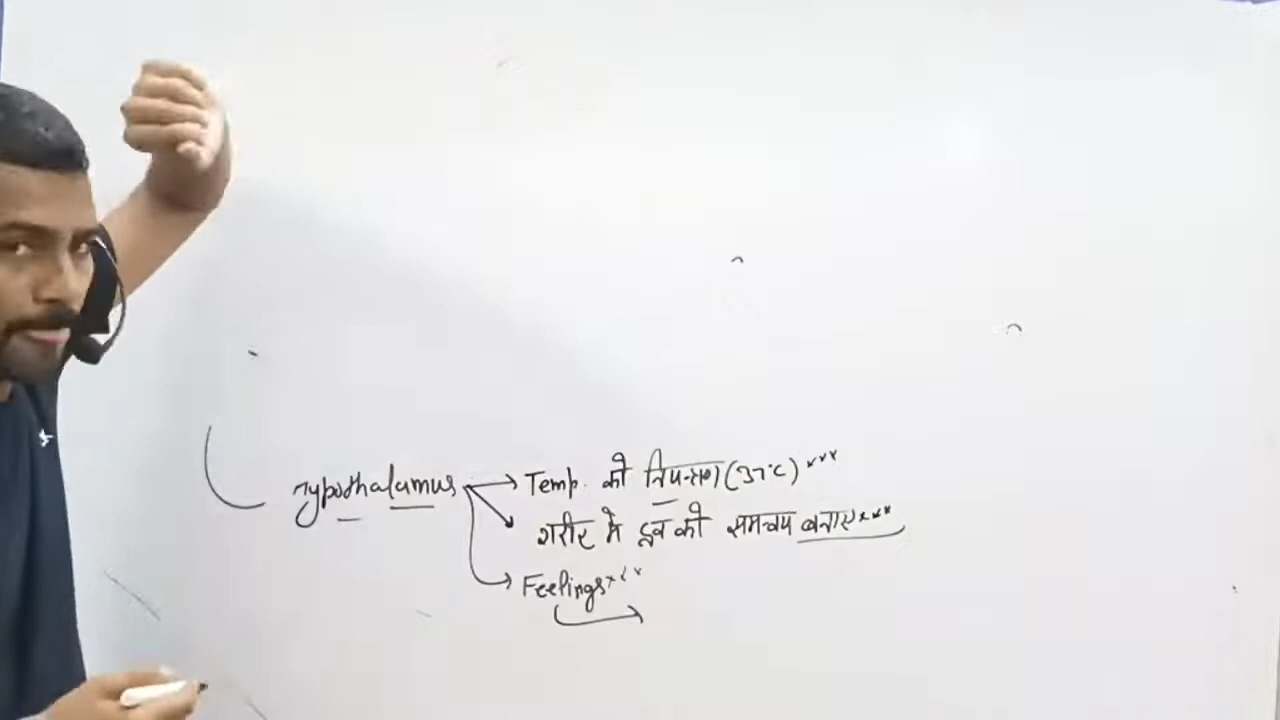 Hypothalamus
Temp. को नियन्त्रण (37°C) ***
शरीर मे द्रव की समन्वय बनाए ***
Feelings ***